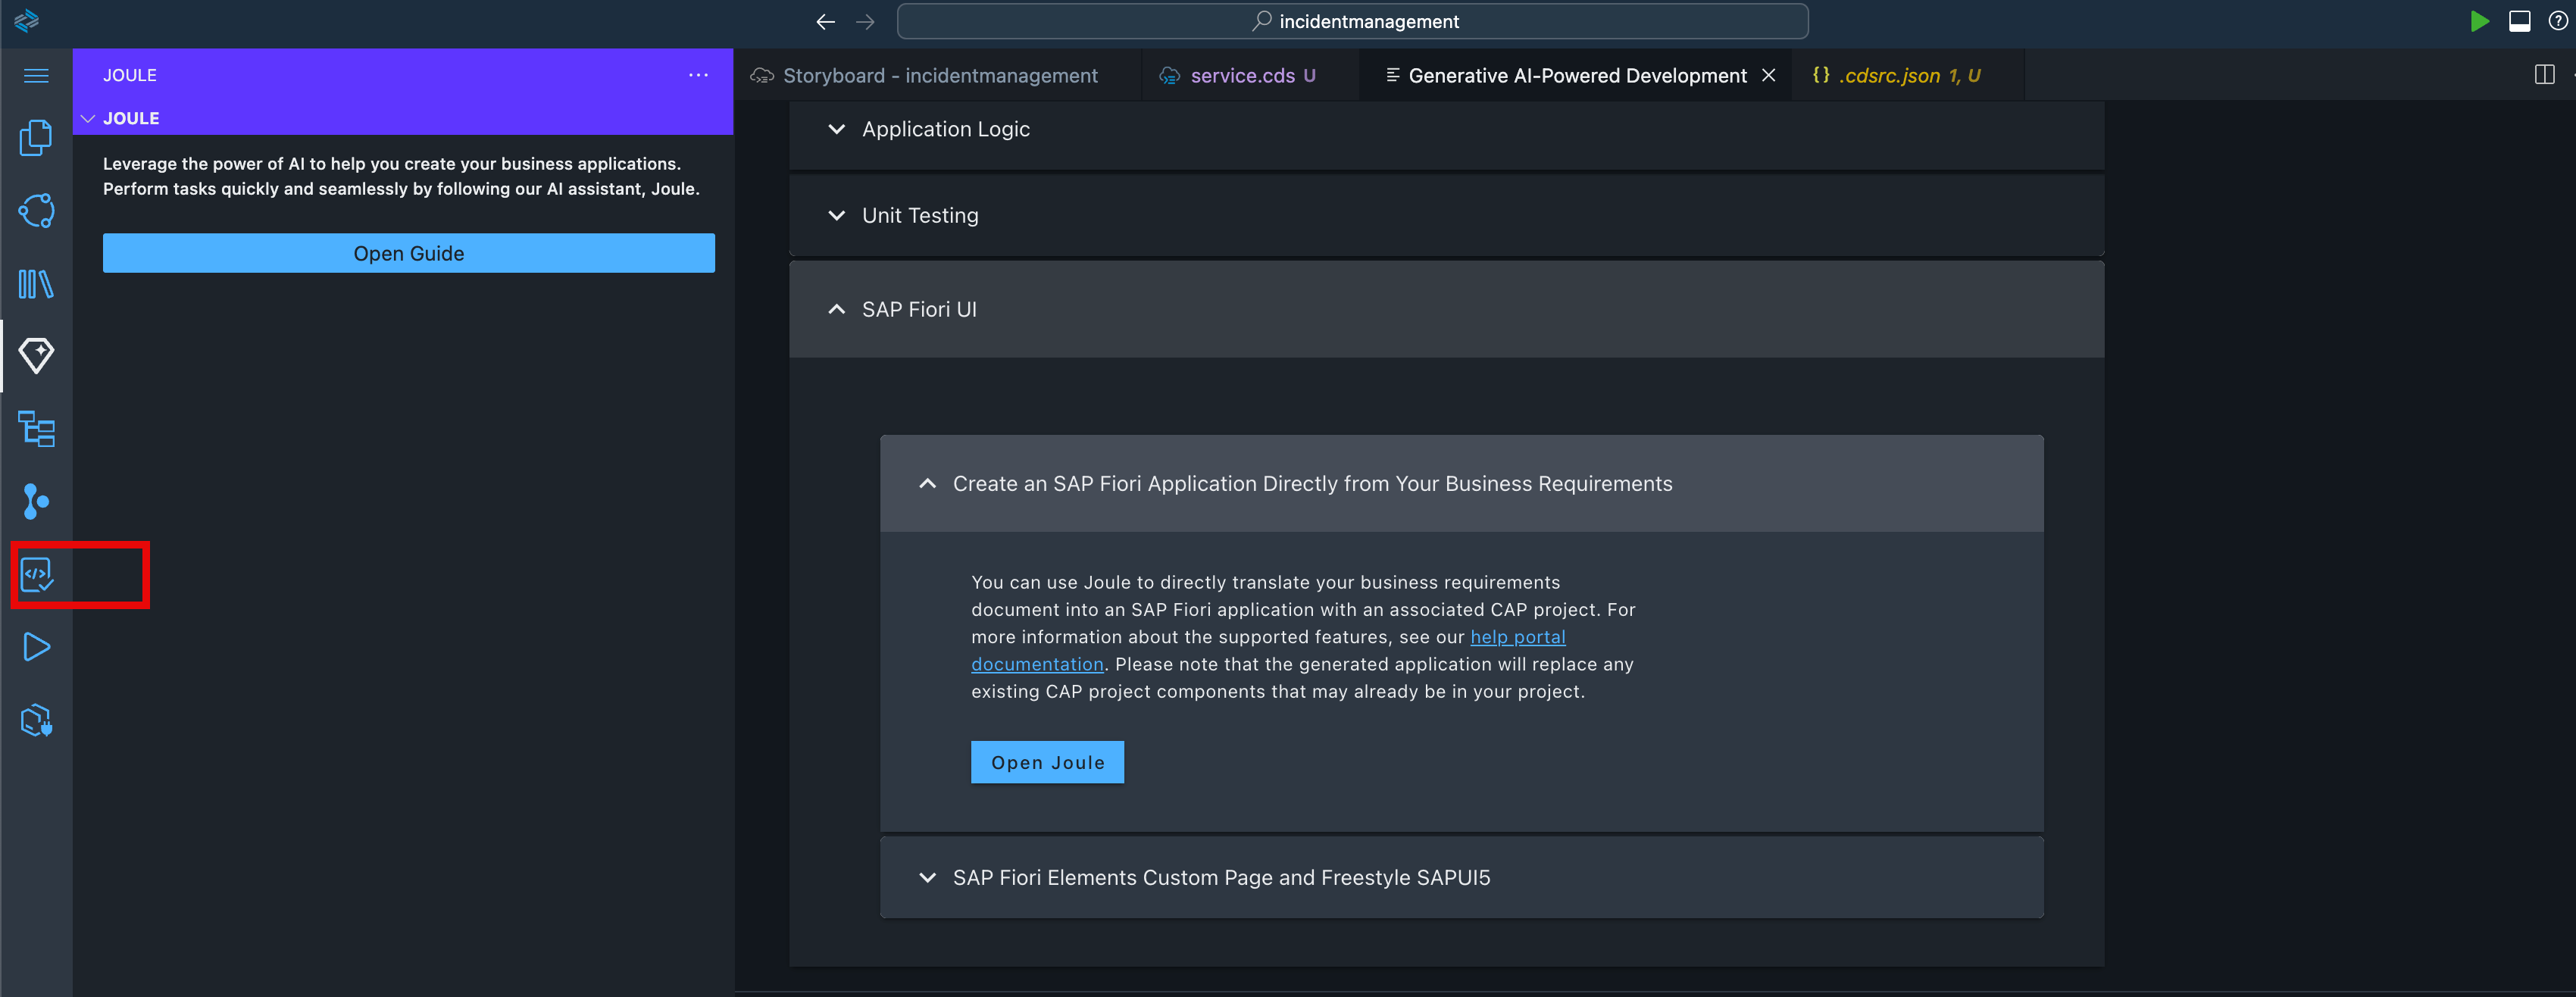 incidentmanagement
JOULE
JOULE
Leverage the power of AI to help you create your business applications.
Perform tasks quickly and seamlessly by following our AI assistant, Joule.
Open Guide
Storyboard - incidentmanagement
service.cds U
Generative AI-Powered Development
{} .cdsrc.json 1, U
Application Logic
Unit Testing
SAP Fiori UI
Create an SAP Fiori Application Directly from Your Business Requirements
You can use Joule to directly translate your business requirements
document into an SAP Fiori application with an associated CAP project. For
more information about the supported features, see our help portal
documentation. Please note that the generated application will replace any
existing CAP project components that may already be in your project.
Open Joule
SAP Fiori Elements Custom Page and Freestyle SAPUI5